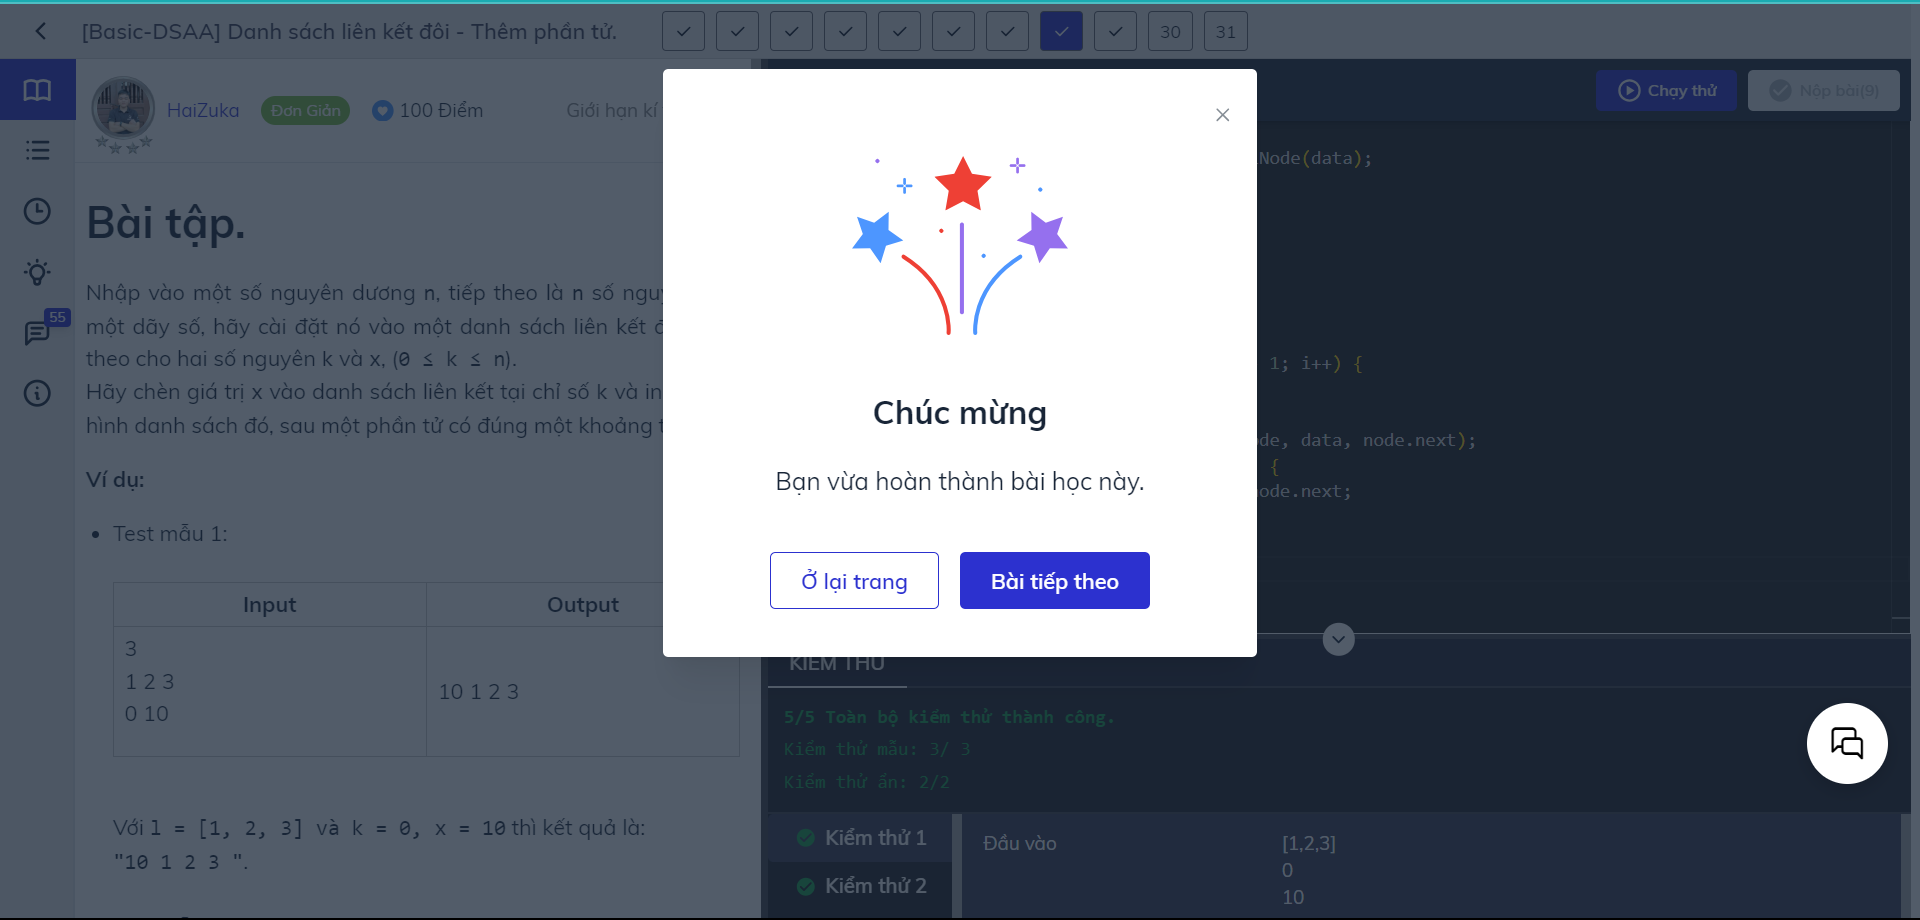 [Basic-DSAA] Danh sách liên kết đôi - Thêm phần tử.
30
31
HaiZuka
Đơn Giản
100 Điểm
Giới hạn kí
Chạy thử
Nộp bài(9)
55
Bài tập.
Nhập vào một số nguyên dương n, tiếp theo là n số
một dãy số, hãy cài đặt nó vào một danh sách liên kết
theo cho hai số nguyên k và x, (0 ≤ k ≤ n).
Hãy chèn giá trị x vào danh sách liên kết tại chỉ số k và in
hình danh sách đó, sau một phần tử có đúng một khoảng
Ví dụ:
• Test mẫu 1:
Input
Output
3
1 2 3
0 10
10 1 2 3
Với l = [1, 2, 3] và k = 0, x = 10 thì kết quả là:
"10 1 2 3 ".
Chúc mừng
Bạn vừa hoàn thành bài học này.
Ở lại trang
Bài tiếp theo
Node(data);
1; i++) {
de, data, node.next);
{
ode.next;
KIỂM THỬ
5/5 Toàn bộ kiểm thử thành công.
Kiểm thử mẫu: 3/ 3
Kiểm thử ẩn: 2/2
Kiểm thử 1
Kiểm thử 2
Đầu vào
[1,2,3]
0
10